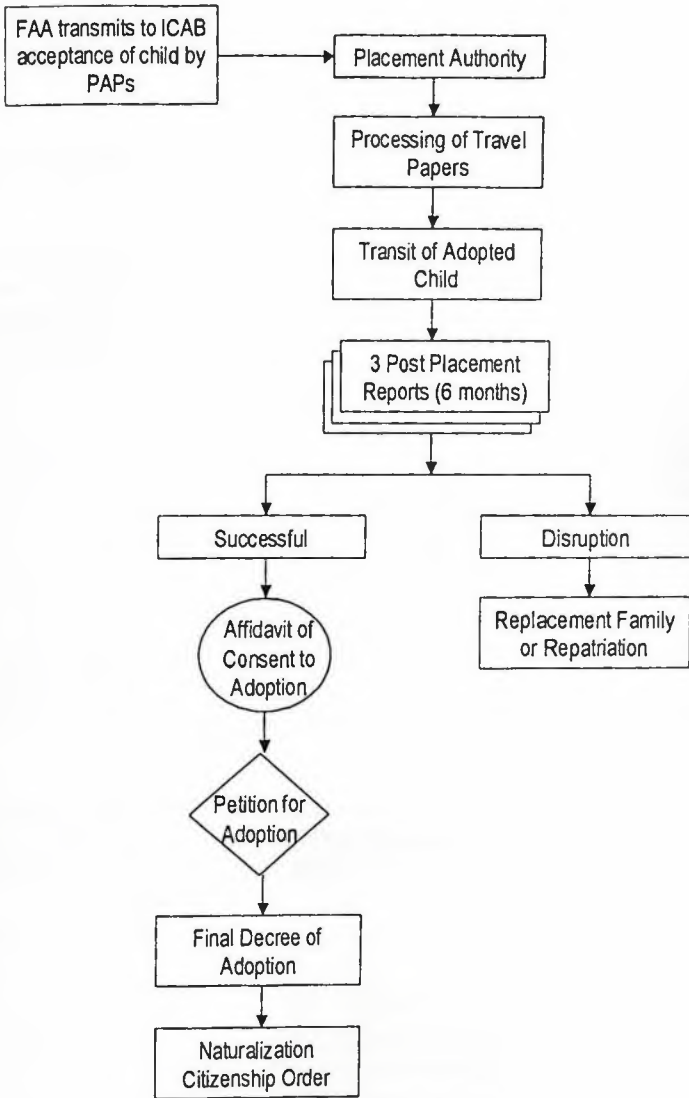 FAA transmits to ICAB
acceptance of child by
PAPs
Placement Authority
Processing of Travel
Papers
Transit of Adopted
Child
3 Post Placement
Reports (6 months)
Successful
Disruption
Affidavit of
Consent to
Adoption
Replacement Family
or Repatriation
Petition for
Adoption
Final Decree of
Adoption
Naturalization
Citizenship Order